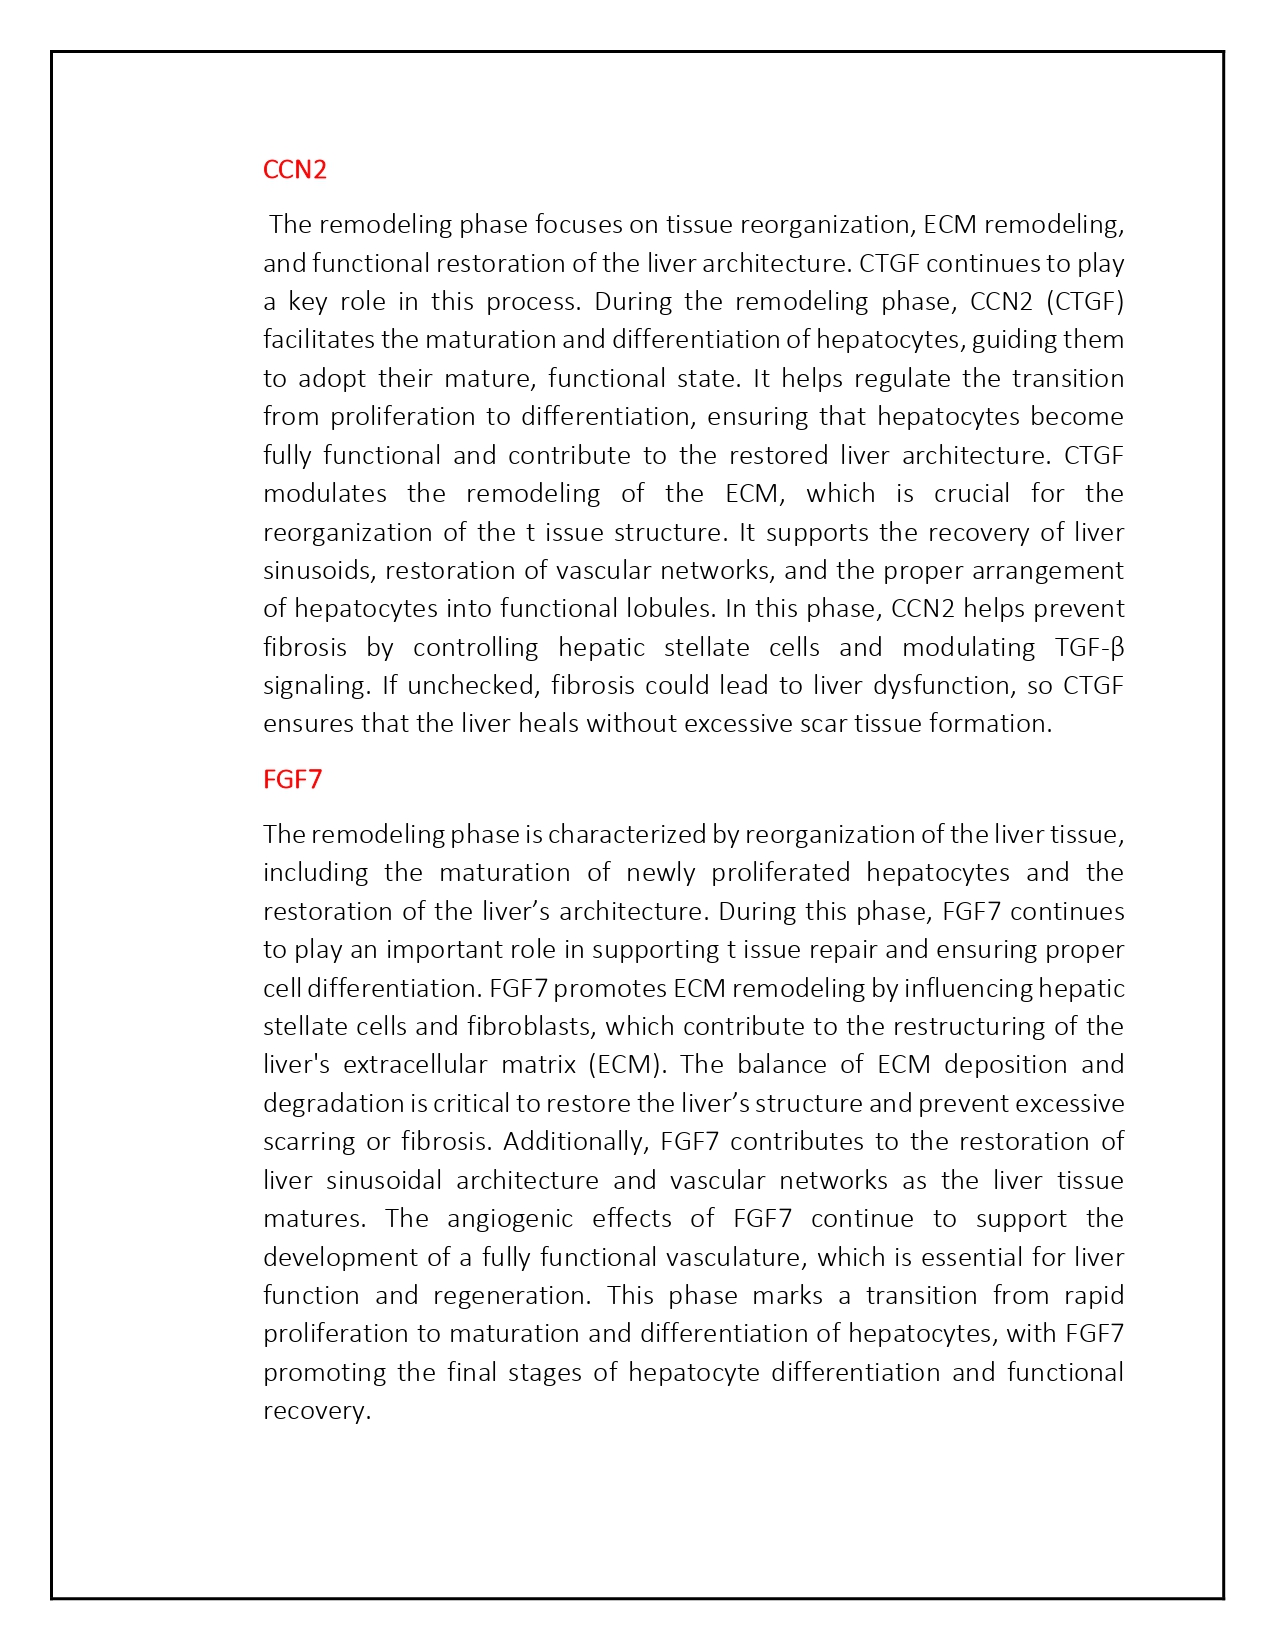 CCN2
The remodeling phase focuses on tissue reorganization, ECM remodeling,
and functional restoration of the liver architecture. CTGF continues to play
a key role in this process. During the remodeling phase, CCN2 (CTGF)
facilitates the maturation and differentiation of hepatocytes, guiding them
to adopt their mature, functional state. It helps regulate the transition
from proliferation to differentiation, ensuring that hepatocytes become
fully functional and contribute to the restored liver architecture. CTGF
modulates the remodeling of the ECM, which is crucial for the
reorganization of the t issue structure. It supports the recovery of liver
sinusoids, restoration of vascular networks, and the proper arrangement
of hepatocytes into functional lobules. In this phase, CCN2 helps prevent
fibrosis by controlling hepatic stellate cells and modulating TGF-β
signaling. If unchecked, fibrosis could lead to liver dysfunction, so CTGF
ensures that the liver heals without excessive scar tissue formation.
FGF7
The remodeling phase is characterized by reorganization of the liver tissue,
including the maturation of newly proliferated hepatocytes and the
restoration of the liver’s architecture. During this phase, FGF7 continues
to play an important role in supporting t issue repair and ensuring proper
cell differentiation. FGF7 promotes ECM remodeling by influencing hepatic
stellate cells and fibroblasts, which contribute to the restructuring of the
liver's extracellular matrix (ECM). The balance of ECM deposition and
degradation is critical to restore the liver’s structure and prevent excessive
scarring or fibrosis. Additionally, FGF7 contributes to the restoration of
liver sinusoidal architecture and vascular networks as the liver tissue
matures. The angiogenic effects of FGF7 continue to support the
development of a fully functional vasculature, which is essential for liver
function and regeneration. This phase marks a transition from rapid
proliferation to maturation and differentiation of hepatocytes, with FGF7
promoting the final stages of hepatocyte differentiation and functional
recovery.